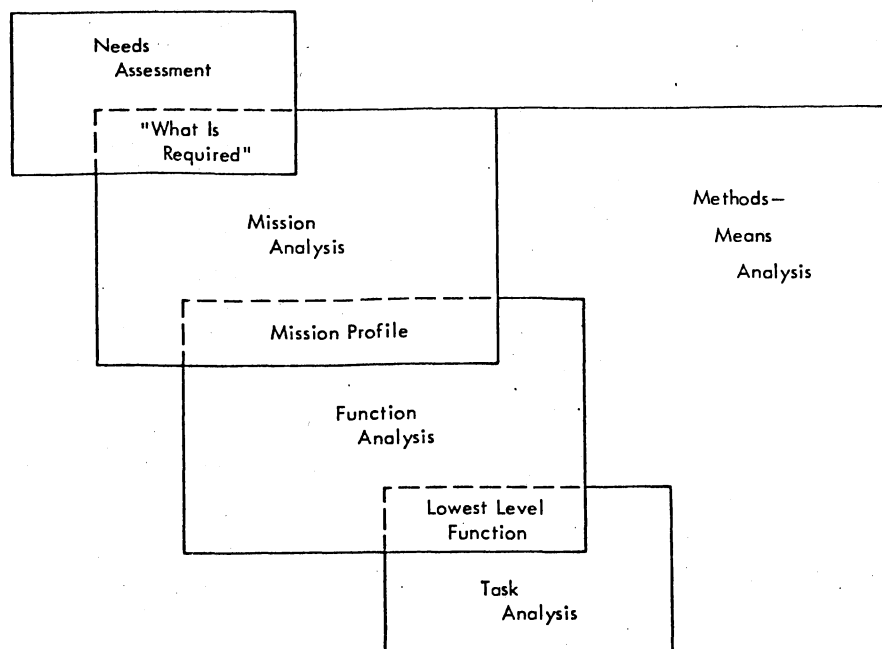 Needs
Assessment
"What Is
Required"
Mission
Analysis
Methods—
Means
Analysis
Mission Profile
Function
Analysis
Lowest Level
Function
Task
Analysis